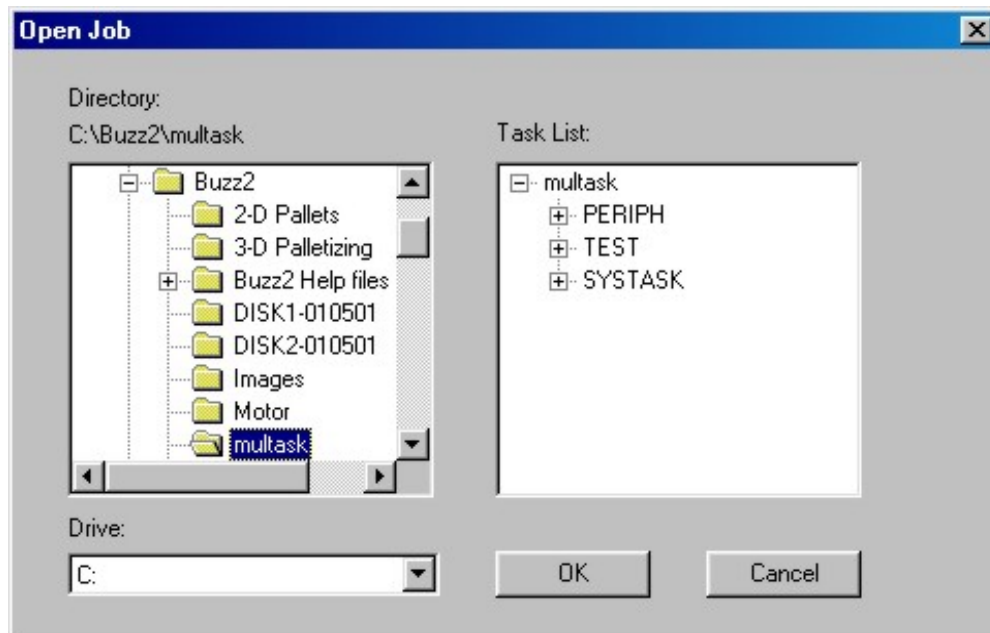 Open Job
Directory:
C:\Buzz2\multask
Buzz2
2-D Pallets
3-D Palletizing
Buzz2 Help files
DISK1-010501
DISK2-010501
Images
Motor
multask
Drive:
C:
Task List:
multask
PERIPH
TEST
SYSTASK
OK
Cancel